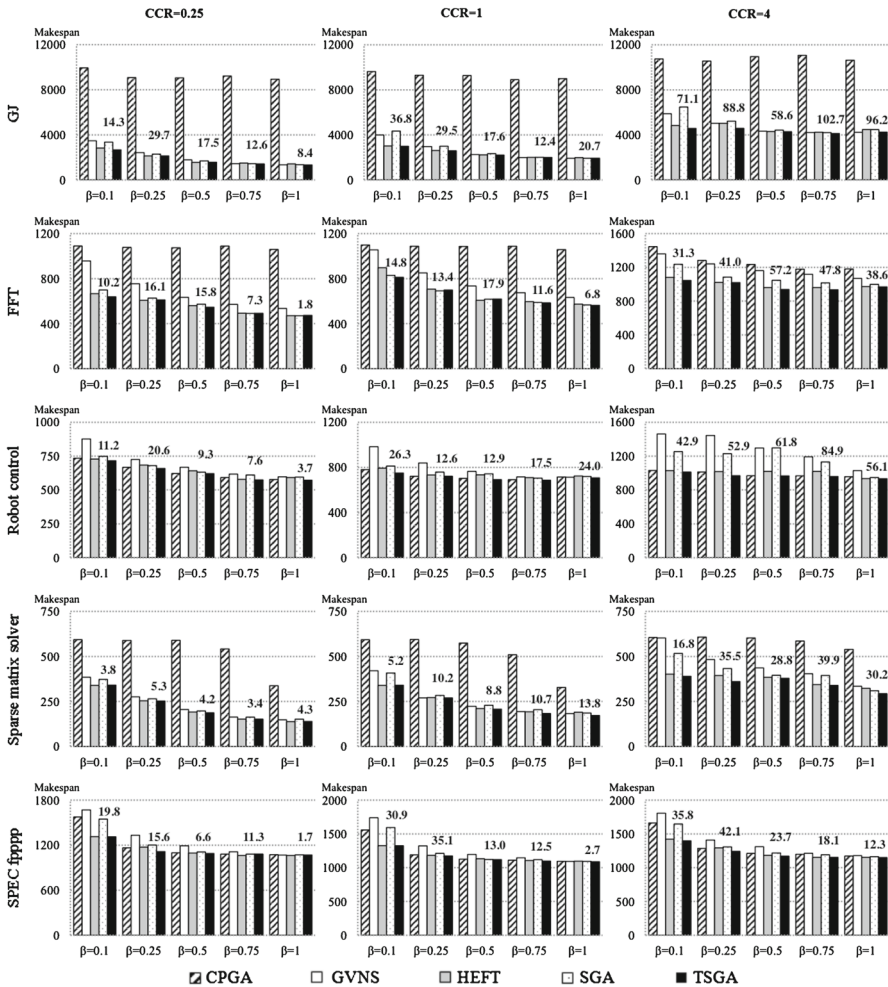 CCR=0.25 CCR=1 CCR=4
Makespan Makespan Makespan
GJ
12000 12000 12000
8000 8000 8000
4000 4000 4000
0 0 0
14.3 29.7 17.5 12.6 8.4
36.8 29.5 17.6 12.4 20.7
71.1 88.8 58.6 102.7 96.2
β=0.1 β=0.25 β=0.5 β=0.75 β=1 β=0.1 β=0.25 β=0.5 β=0.75 β=1 β=0.1 β=0.25 β=0.5 β=0.75 β=1
Makespan Makespan Makespan
FFT
1200 1200 1600
800 800 1200
400 400 800
0 0 400
0
10.2 16.1 15.8 7.3 1.8
14.8 13.4 17.9 11.6 6.8
31.3 41.0 57.2 47.8 38.6
β=0.1 β=0.25 β=0.5 β=0.75 β=1 β=0.1 β=0.25 β=0.5 β=0.75 β=1 β=0.1 β=0.25 β=0.5 β=0.75 β=1
Makespan Makespan Makespan
Robot control
1000 1200 1600
750 800 1200
500 400 800
250 0 400
0 0
11.2 20.6 9.3 7.6 3.7
26.3 12.6 12.9 17.5 24.0
42.9 52.9 61.8 84.9 56.1
β=0.1 β=0.25 β=0.5 β=0.75 β=1 β=0.1 β=0.25 β=0.5 β=0.75 β=1 β=0.1 β=0.25 β=0.5 β=0.75 β=1
Makespan Makespan Makespan
Sparse matrix solver
750 750 750
500 500 500
250 250 250
0 0 0
3.8 5.3 4.2 3.4 4.3
5.2 10.2 8.8 10.7 13.8
16.8 35.5 28.8 39.9 30.2
β=0.1 β=0.25 β=0.5 β=0.75 β=1 β=0.1 β=0.25 β=0.5 β=0.75 β=1 β=0.1 β=0.25 β=0.5 β=0.75 β=1
Makespan Makespan Makespan
SPEC fpppp
1800 2000 2000
1200 1500 1500
600 1000 1000
0 500 500
0 0
19.8 15.6 6.6 11.3 1.7
30.9 35.1 13.0 12.5 2.7
35.8 42.1 23.7 18.1 12.3
β=0.1 β=0.25 β=0.5 β=0.75 β=1 β=0.1 β=0.25 β=0.5 β=0.75 β=1 β=0.1 β=0.25 β=0.5 β=0.75 β=1
CPGA GVNS HEFT SGA TSGA